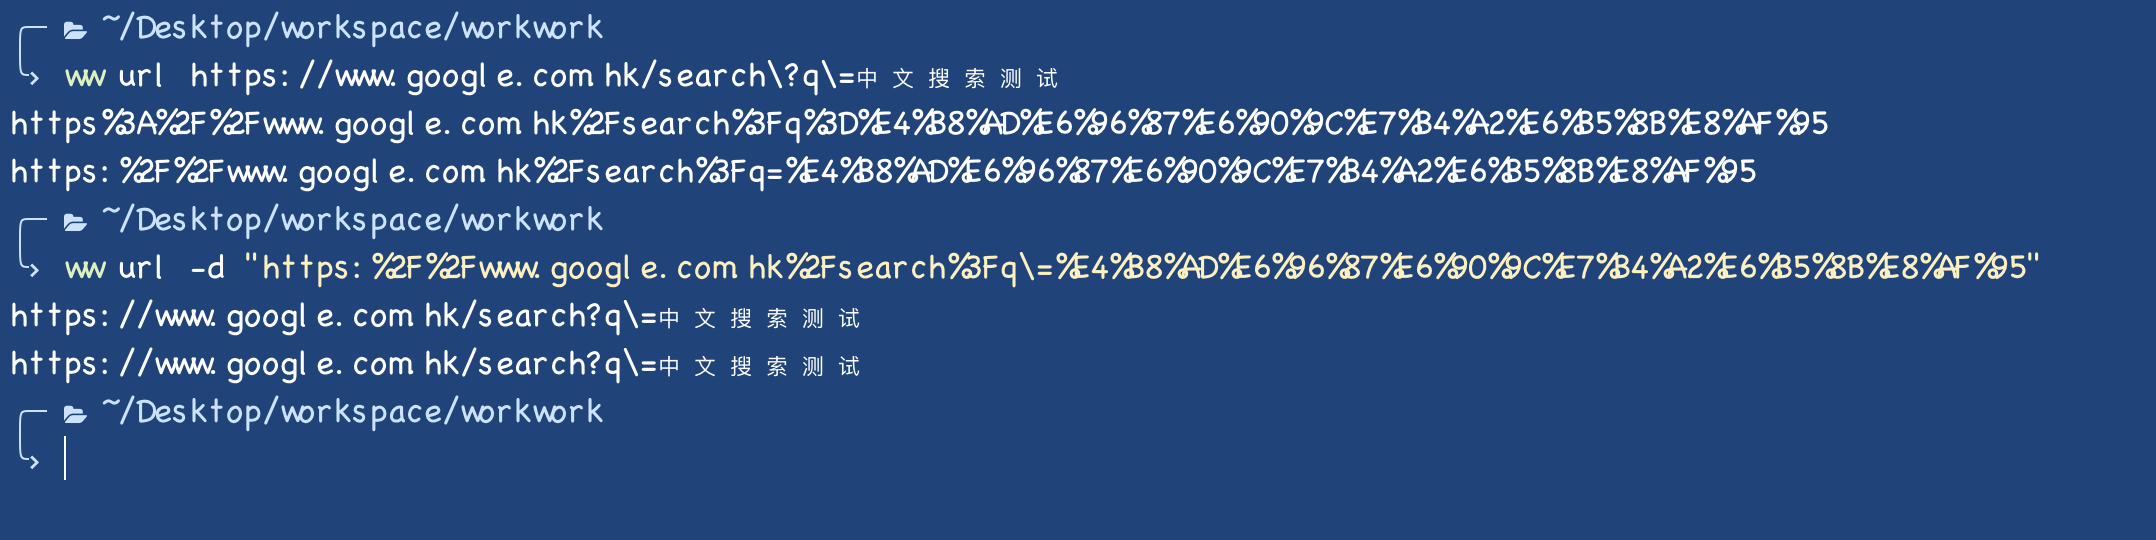 ~/Desktop/workspace/workwork
ww url https://www.google.com.hk/search\?q\=中文搜索测试
https%3A%2F%2Fwww.google.com.hk%2Fsearch%3Fq%3D%E4%B8%AD%E6%96%87%E6%90%9C%E7%B4%A2%E6%B5%8B%E8%AF%95
https:%2F%2Fwww.google.com.hk%2Fsearch%3Fq=%E4%B8%AD%E6%96%87%E6%90%9C%E7%B4%A2%E6%B5%8B%E8%AF%95
~/Desktop/workspace/workwork
ww url -d "https:%2F%2Fwww.google.com.hk%2Fsearch%3Fq\=%E4%B8%AD%E6%96%87%E6%90%9C%E7%B4%A2%E6%B5%8B%E8%AF%95"
https://www.google.com.hk/search?q\=中文搜索测试
https://www.google.com.hk/search?q\=中文搜索测试
~/Desktop/workspace/workwork